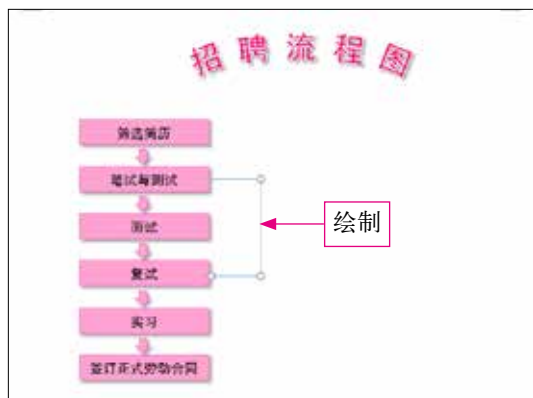 招聘流程图
筛选简历
笔试与测试
面试
绘制
复试
实习
签订正式劳动合同